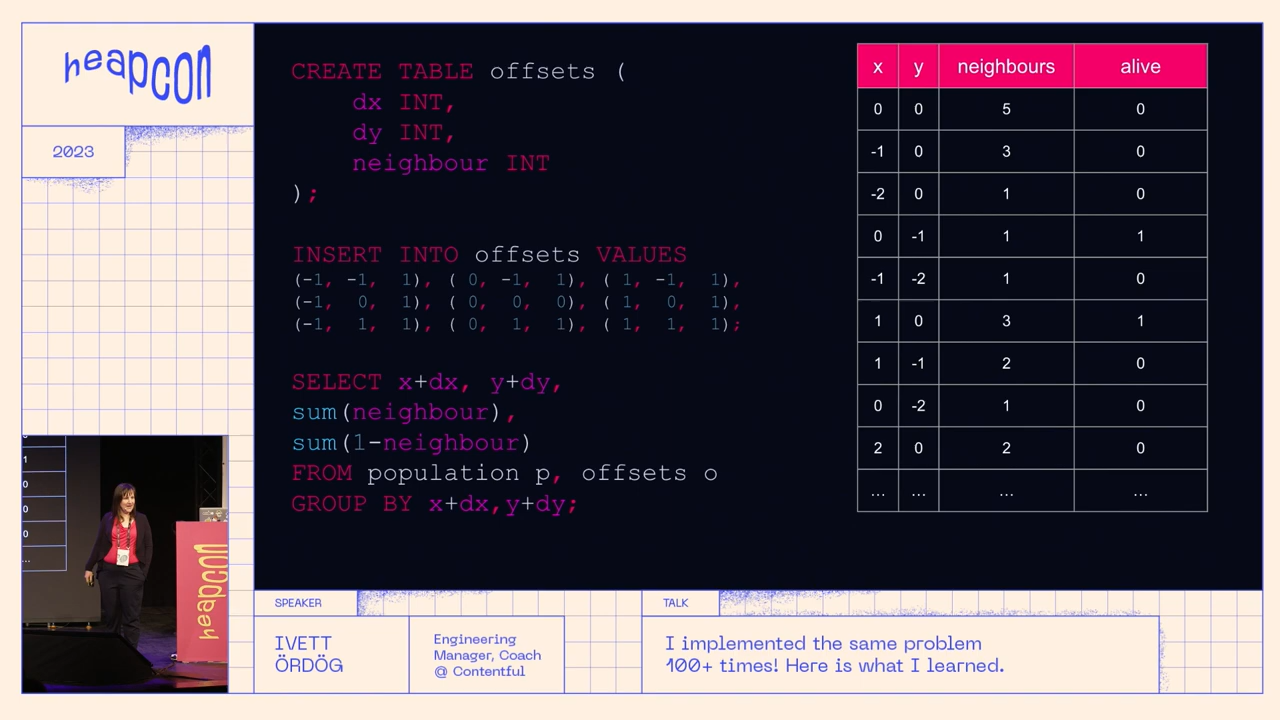 heapcon
2023
CREATE TABLE offsets (
dx INT,
dy INT,
neighbour INT
);
INSERT INTO offsets VALUES
(-1, -1, 1), ( 0, -1, 1), ( 1, -1, 1),
(-1, 0, 1), ( 0, 0, 0), ( 1, 0, 1),
(-1, 1, 1), ( 0, 1, 1), ( 1, 1, 1);
SELECT x+dx, y+dy,
sum(neighbour),
sum(1-neighbour)
FROM population p, offsets o
GROUP BY x+dx,y+dy;
x y neighbours alive
0 0 5 0
-1 0 3 0
-2 0 1 0
0 -1 1 1
-1 -2 1 0
1 0 3 1
1 -1 2 0
0 -2 1 0
2 0 2 0
... ... ... ...
1
0
0
0
...
heapcon
SPEAKER
IVETT
ÖRDÖG
Engineering
Manager, Coach
@ Contentful
TALK
I implemented the same problem
100+ times! Here is what I learned.